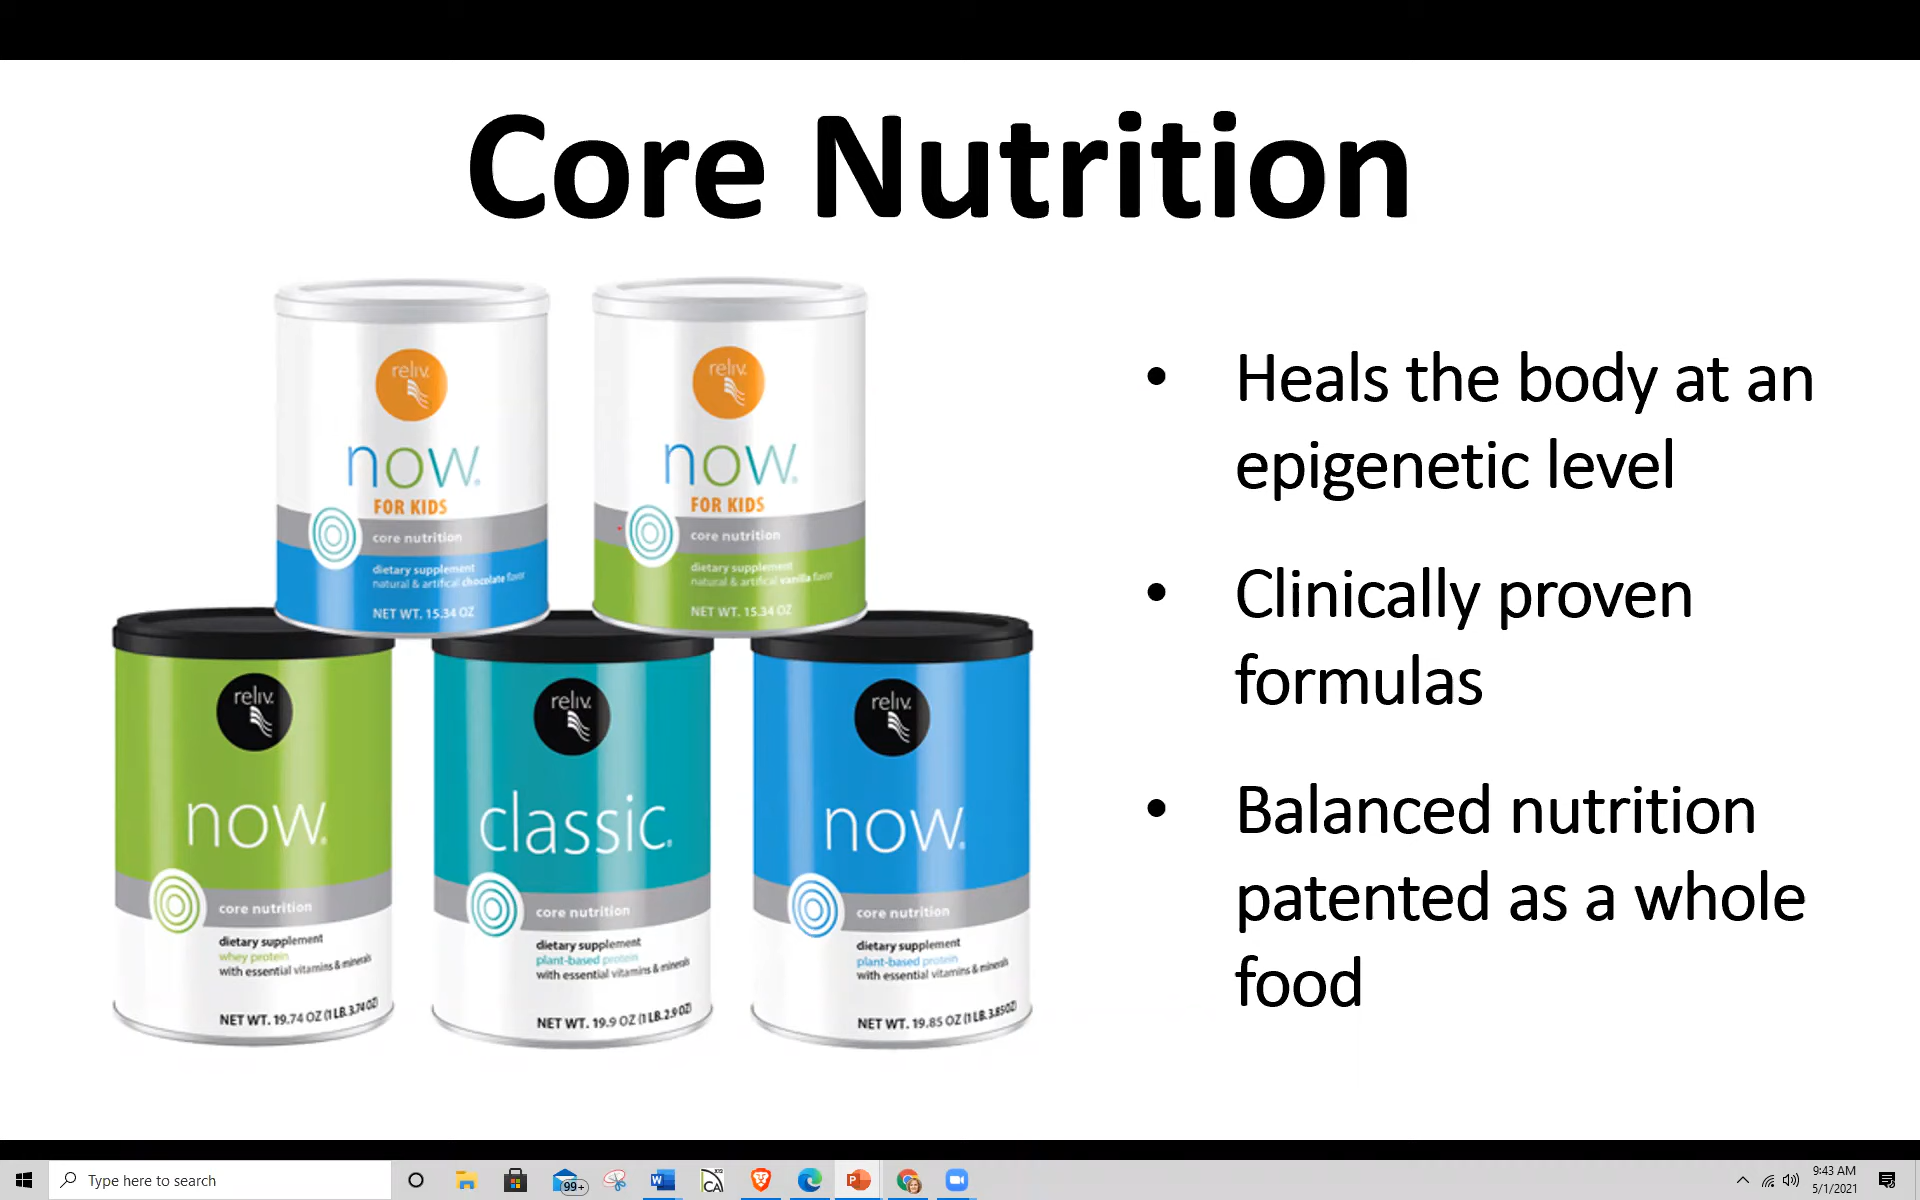 Core Nutrition
reliv.
now.
FOR KIDS
core nutrition
dietary supplement
natural & artifical chocolate flavor
NET WT. 15.34 OZ
reliv.
now.
FOR KIDS
core nutrition
dietary supplement
natural & artifical vanilla flavor
NET WT. 15.34 OZ
reliv.
now.
core nutrition
dietary supplement
whey protein
with essential vitamins & minerals
NET WT. 19.74 OZ (1 LB. 3.74 OZ)
reliv.
classic.
core nutrition
dietary supplement
plant-based protein
with essential vitamins & minerals
NET WT. 19.9 OZ (1 LB. 2.9 OZ)
reliv.
now.
core nutrition
dietary supplement
plant-based protein
with essential vitamins & minerals
NET WT. 19.85 OZ (1 LB. 3.85 OZ)
• Heals the body at an
epigenetic level
• Clinically proven
formulas
• Balanced nutrition
patented as a whole
food
Type here to search
99+
CA
9:43 AM
5/1/2021